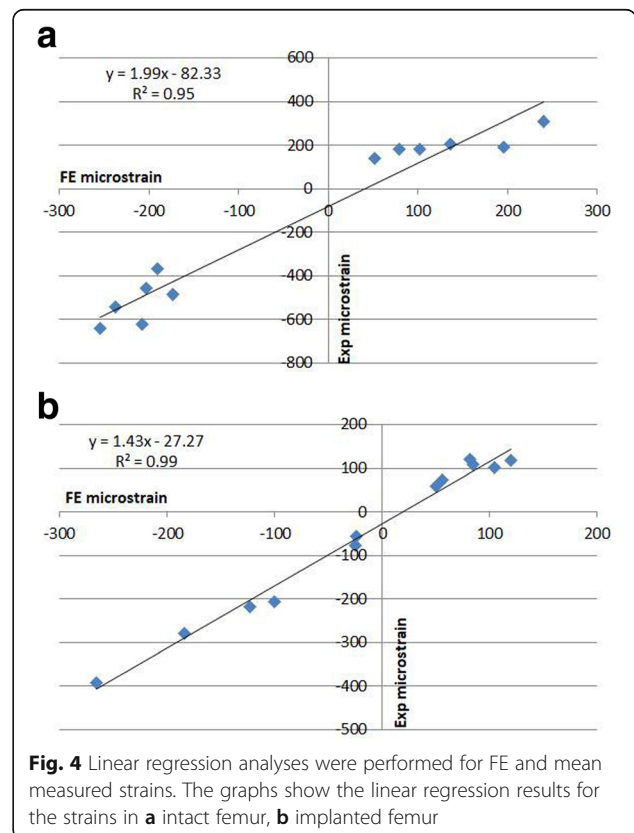 a
y = 1.99x - 82.33
R² = 0.95
600
400
200
0
-200
-400
-600
-800
FE microstrain
-300 -200 -100 0 100 200 300
Exp microstrain
b
y = 1.43x - 27.27
R² = 0.99
200
100
0
-100
-200
-300
-400
-500
FE microstrain
-300 -200 -100 0 100 200
Exp microstrain
Fig. 4 Linear regression analyses were performed for FE and mean
measured strains. The graphs show the linear regression results for
the strains in a intact femur, b implanted femur